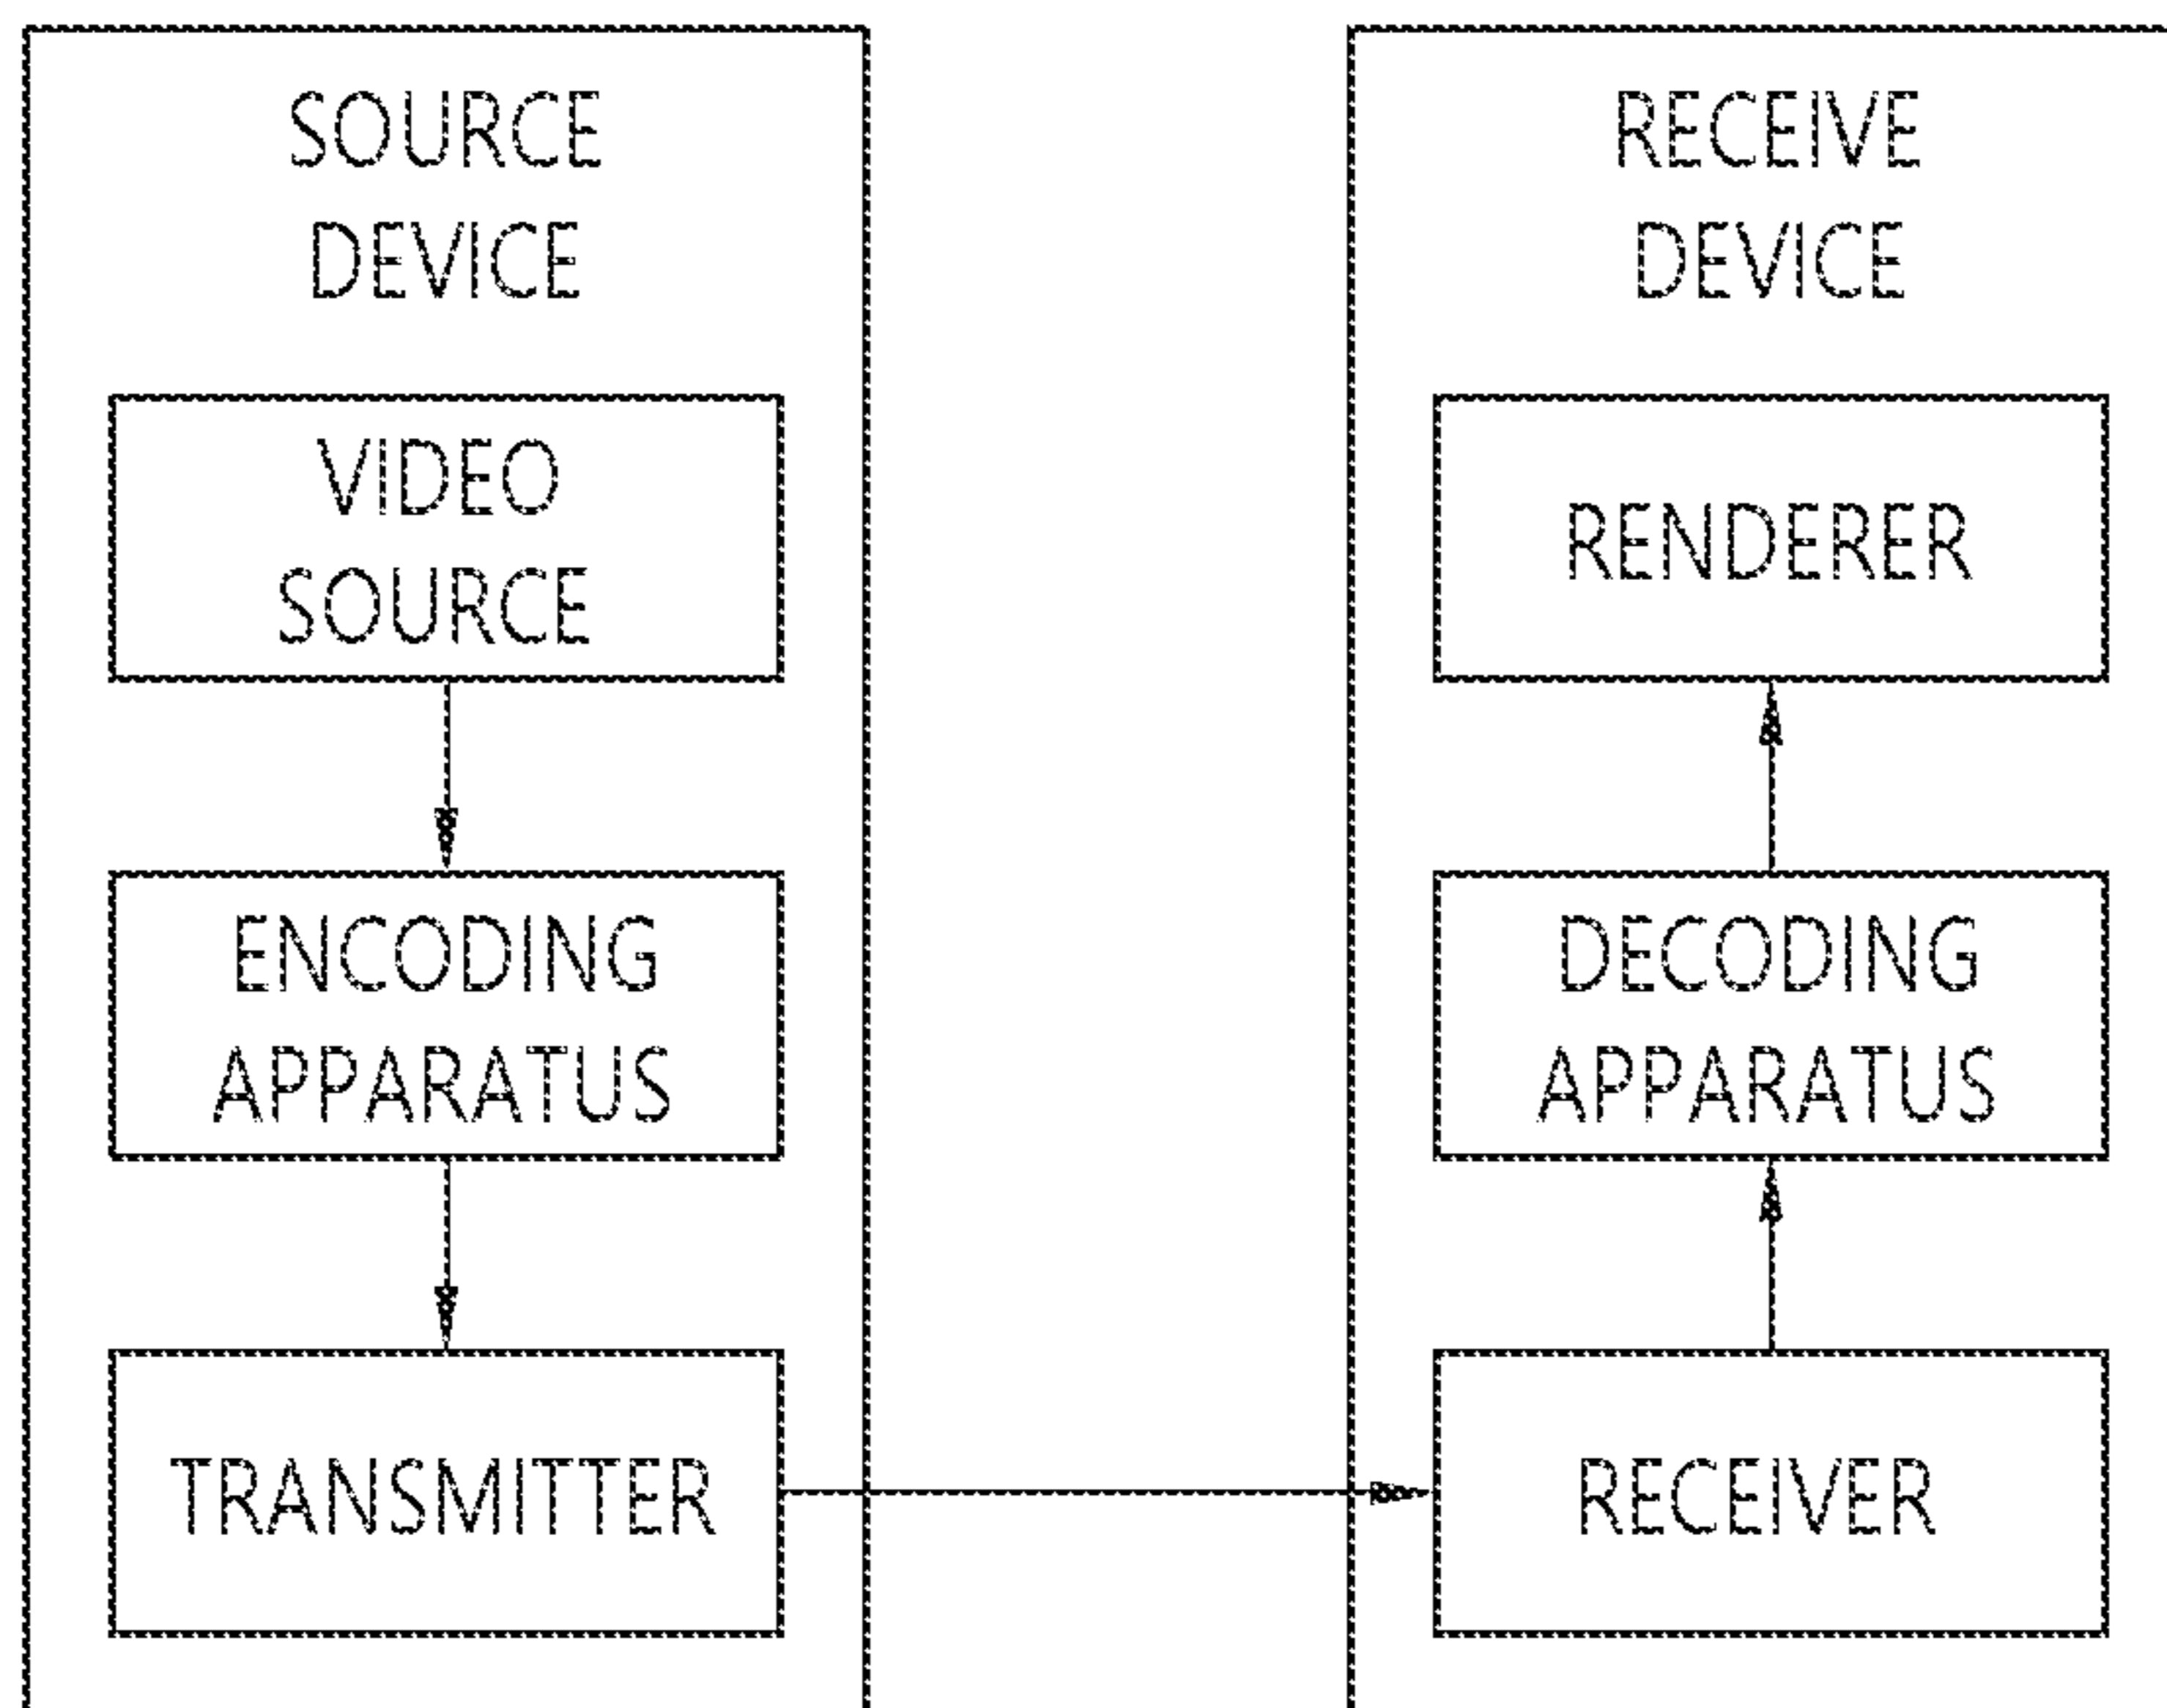 SOURCE
DEVICE
VIDEO
SOURCE
ENCODING
APPARATUS
TRANSMITTER
RECEIVE
DEVICE
RENDERER
DECODING
APPARATUS
RECEIVER